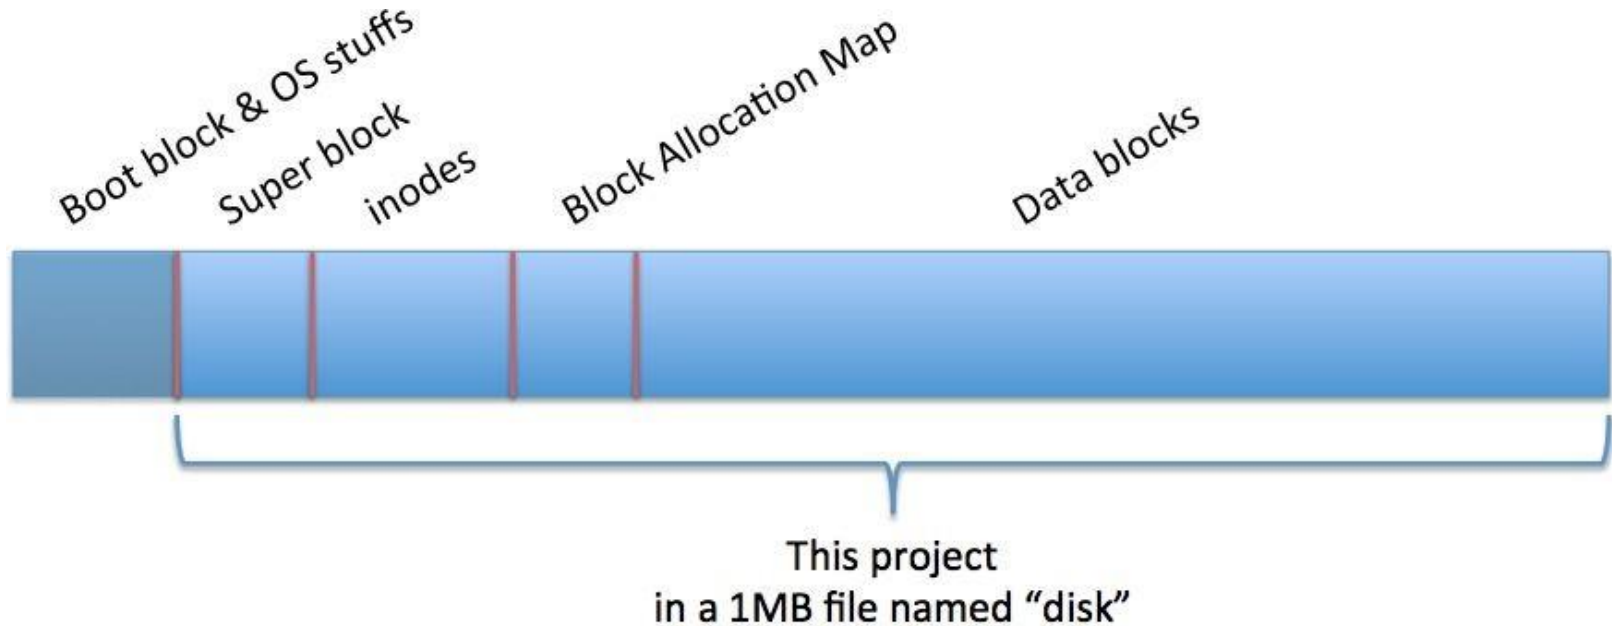 Boot block & OS stuffs
Super block
inodes
Block Allocation Map
Data blocks
This project
in a 1MB file named “disk”